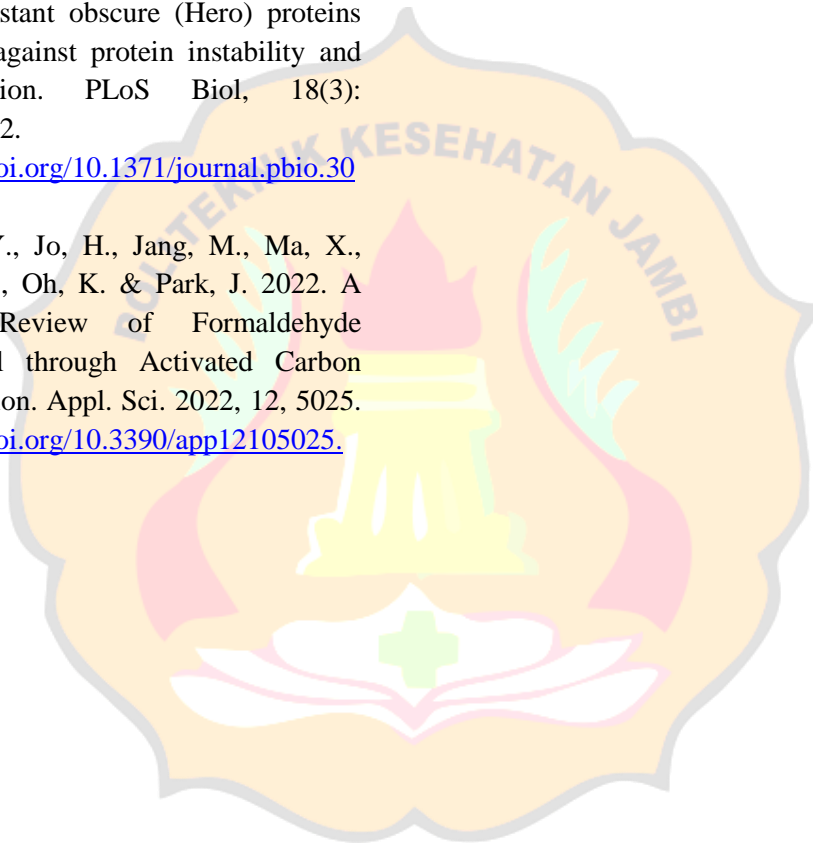 stant obscure (Hero) proteins
against protein instability and
ion. PLoS Biol, 18(3):
2.
oi.org/10.1371/journal.pbio.30
Y., Jo, H., Jang, M., Ma, X.,
., Oh, K. & Park, J. 2022. A
Review of Formaldehyde
l through Activated Carbon
on. Appl. Sci. 2022, 12, 5025.
oi.org/10.3390/app12105025.
POLITEKNIK KESEHATAN JAMBI